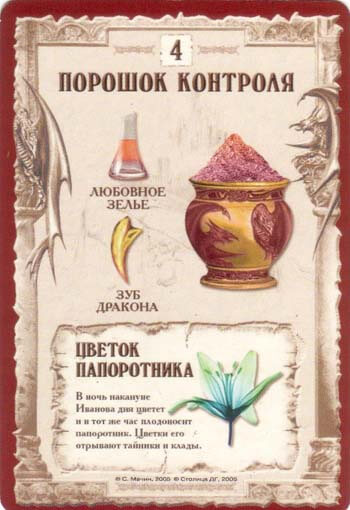 4
ПОРОШОК КОНТРОЛЯ
ЛЮБОВНОЕ
ЗЕЛЬЕ
ЗУБ
ДРАКОНА
ЦВЕТОК
ПАПОРОТНИКА
В ночь накануне
Иванова дня цветет
и в тот же час плодоносит
папоротник. Цветки его
отрывают тайники и клады.
© С. Мачин, 2005 © Столица ДГ, 2005